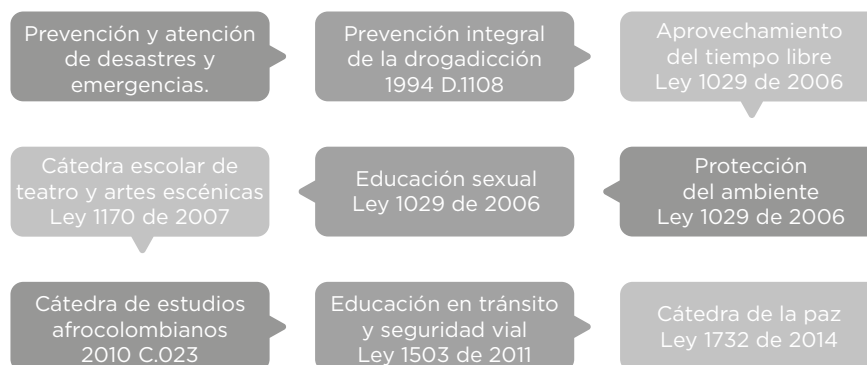 Prevención y atención
de desastres y
emergencias.
Prevención integral
de la drogadicción
1994 D.1108
Aprovechamiento
del tiempo libre
Ley 1029 de 2006
Protección
del ambiente
Ley 1029 de 2006
Educación sexual
Ley 1029 de 2006
Cátedra escolar de
teatro y artes escénicas
Ley 1170 de 2007
Cátedra de estudios
afrocolombianos
2010 C.023
Educación en tránsito
y seguridad vial
Ley 1503 de 2011
Cátedra de la paz
Ley 1732 de 2014